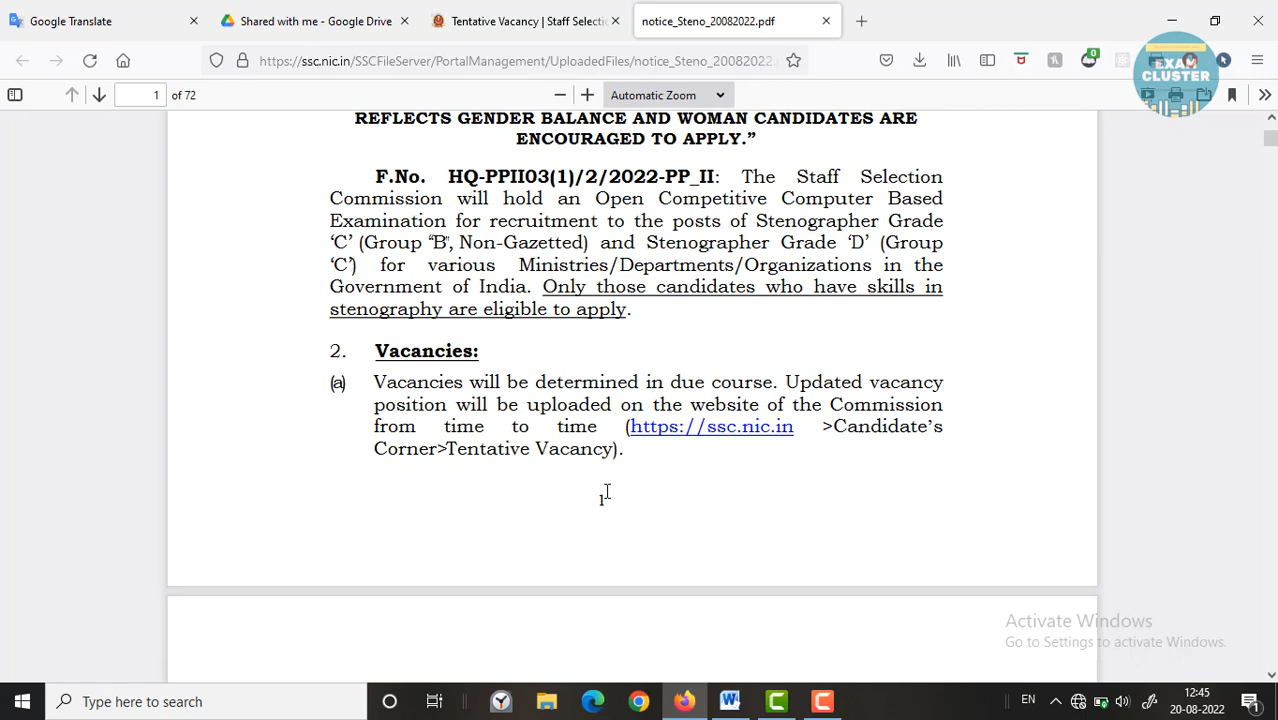 Google Translate
Shared with me - Google Drive
Tentative Vacancy | Staff Selecti
notice_Steno_20082022.pdf
https://ssc.nic.in/SSCFileServer/PortalManagement/UploadedFiles/notice_Steno_20082022.
EXAM
CLUSTER
1 of 72
Automatic Zoom
REFLECTS GENDER BALANCE AND WOMAN CANDIDATES ARE
ENCOURAGED TO APPLY.”
F.No. HQ-PPII03(1)/2/2022-PP_II: The Staff Selection
Commission will hold an Open Competitive Computer Based
Examination for recruitment to the posts of Stenographer Grade
‘C’ (Group “B”, Non-Gazetted) and Stenographer Grade ‘D’ (Group
‘C’) for various Ministries/Departments/Organizations in the
Government of India. Only those candidates who have skills in
stenography are eligible to apply.
2. Vacancies:
(a) Vacancies will be determined in due course. Updated vacancy
position will be uploaded on the website of the Commission
from time to time (https://ssc.nic.in >Candidate’s
Corner>Tentative Vacancy).
1
Activate Windows
Go to Settings to activate Windows.
Type here to search
EN
12:45
20-08-2022